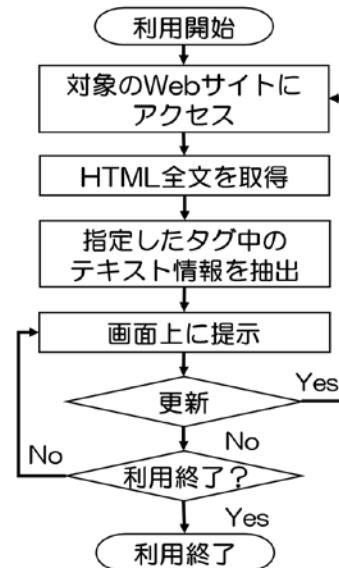 利用開始
対象のWebサイトに
アクセス
HTML全文を取得
指定したタグ中の
テキスト情報を抽出
画面上に提示
更新
Yes
No
利用終了？
No
Yes
利用終了